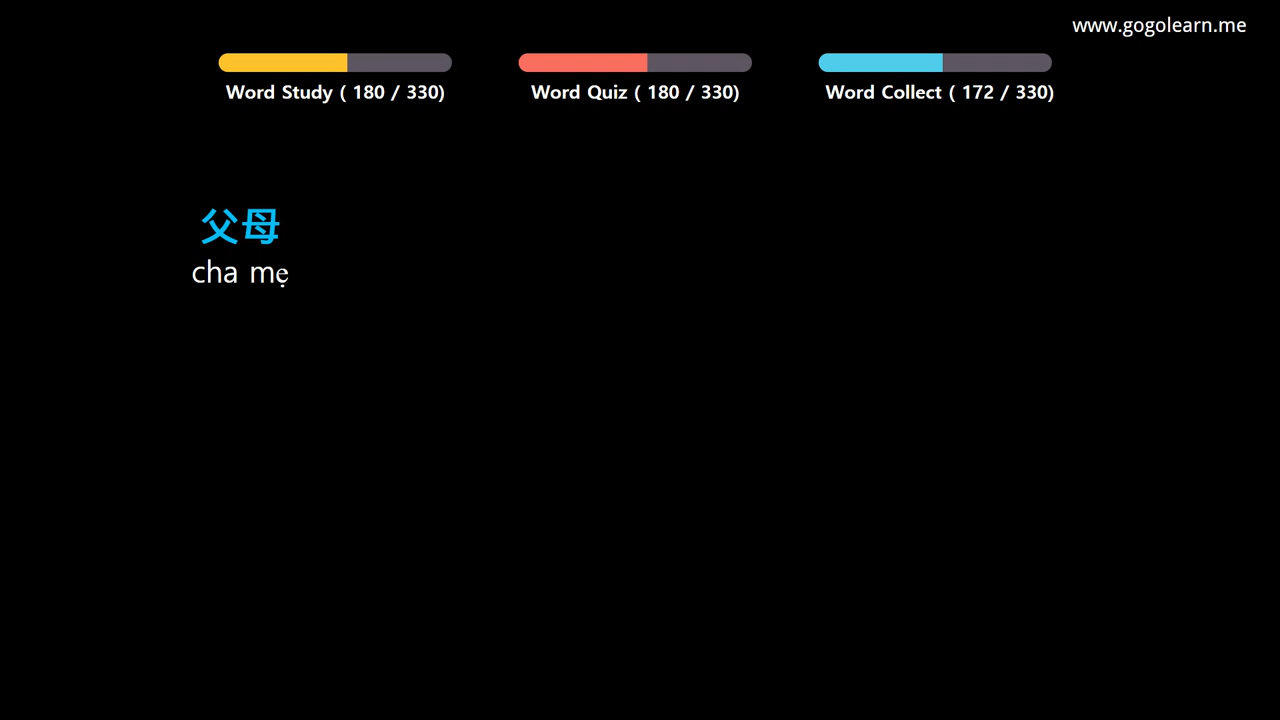 www.gogolearn.me
Word Study ( 180 / 330)
Word Quiz ( 180 / 330)
Word Collect ( 172 / 330)
父母
cha mẹ